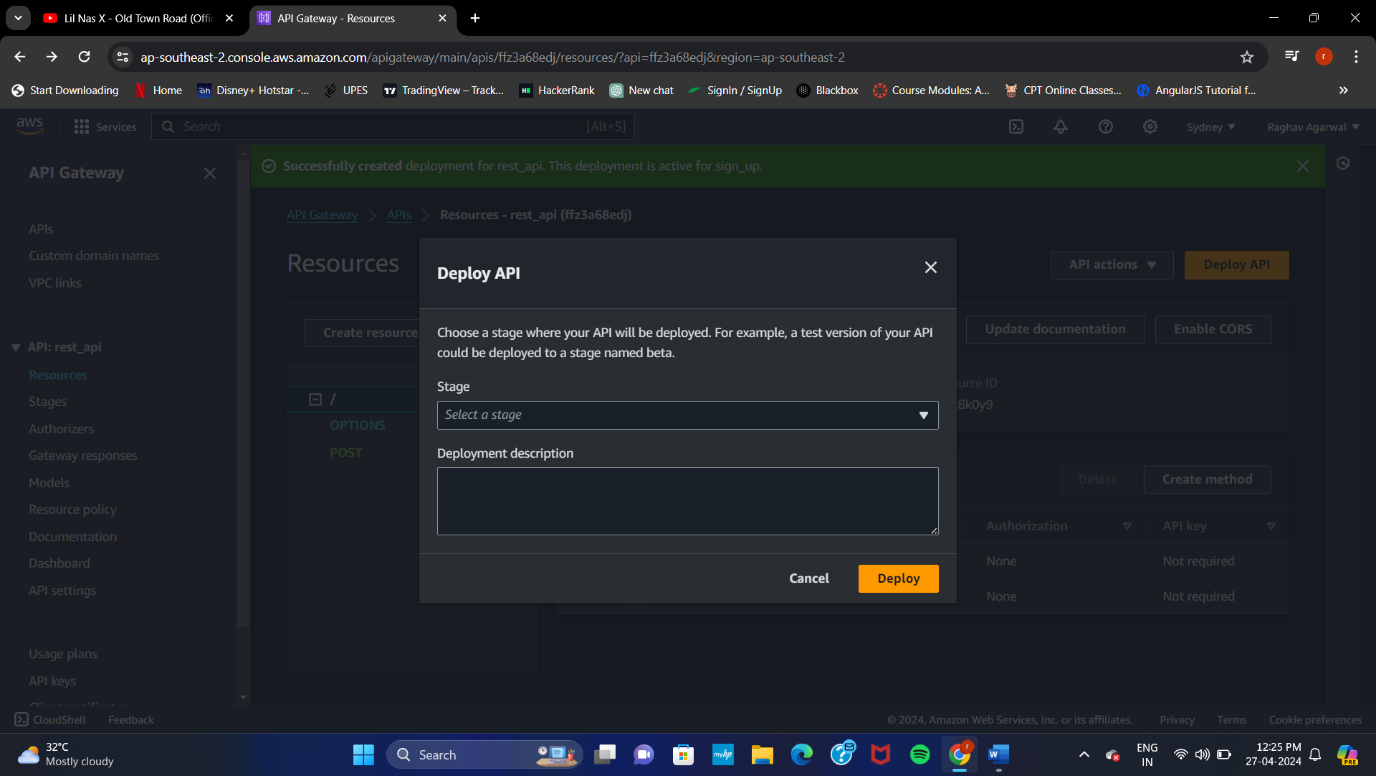 Lil Nas X - Old Town Road (Offic
API Gateway - Resources
ap-southeast-2.console.aws.amazon.com/apigateway/main/apis/ffz3a68edj/resources/?api=ffz3a68edj&region=ap-southeast-2
r
Start Downloading
Home
Disney+ Hotstar -...
UPES
TradingView – Track...
HackerRank
New chat
SignIn / SignUp
Blackbox
Course Modules: A...
CPT Online Classes...
AngularJS Tutorial f...
aws
Services
Search
[Alt+S]
Sydney
Raghav Agarwal
API Gateway
Successfully created deployment for rest_api. This deployment is active for sign_up.
API Gateway
APIs
Resources - rest_api (ffz3a68edj)
APIs
Custom domain names
VPC links
API: rest_api
Resources
Stages
Authorizers
Gateway responses
Models
Resource policy
Documentation
Dashboard
API settings
Usage plans
API keys
Resources
API actions
Deploy API
Create resource
Update documentation
Enable CORS
/
OPTIONS
POST
ource ID
8k0y9
Delete
Create method
Authorization
API key
None
Not required
None
Not required
Deploy API
Choose a stage where your API will be deployed. For example, a test version of your API
could be deployed to a stage named beta.
Stage
Select a stage
Deployment description
Cancel
Deploy
CloudShell
Feedback
© 2024, Amazon Web Services, Inc. or its affiliates.
Privacy
Terms
Cookie preferences
32°C
Mostly cloudy
Search
ENG
IN
12:25 PM
27-04-2024
PRE